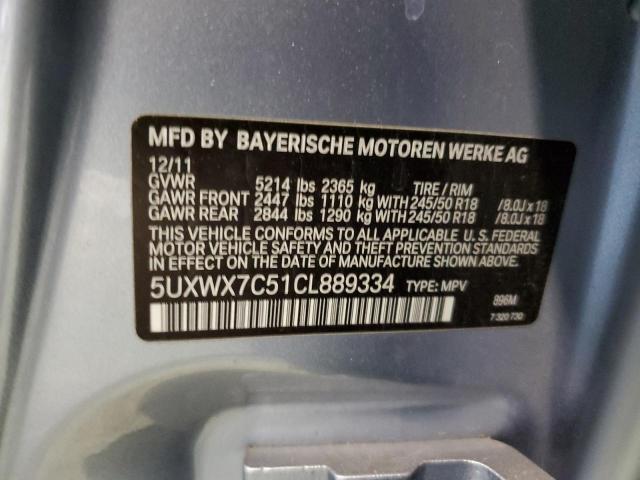 MFD BY BAYERISCHE MOTOREN WERKE AG
12/11
GVWR 5214 lbs 2365 kg TIRE / RIM
GAWR FRONT 2447 lbs 1110 kg WITH 245/50 R18 /8.0J x 18
GAWR REAR 2844 lbs 1290 kg WITH 245/50 R18 /8.0J x 18
THIS VEHICLE CONFORMS TO ALL APPLICABLE U. S. FEDERAL
MOTOR VEHICLE SAFETY AND THEFT PREVENTION STANDARDS
IN EFFECT ON THE DATE OF MANUFACTURE SHOWN ABOVE.
5UXWX7C51CL889334 TYPE: MPV
896M
7 320 730